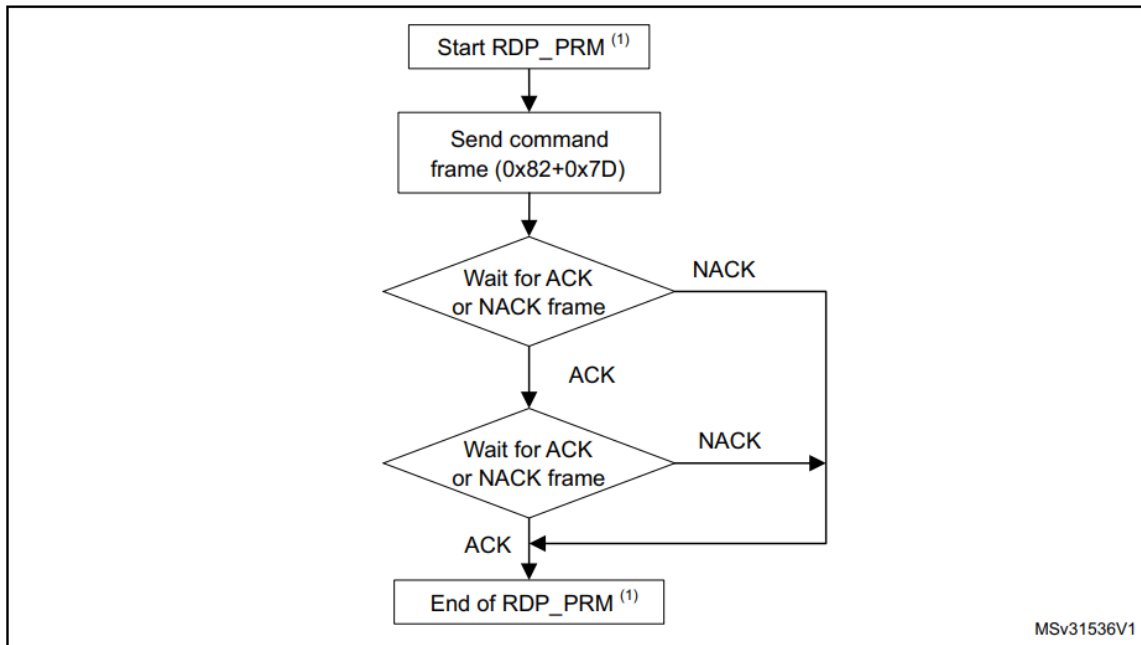 Start RDP_PRM (1)
Send command
frame (0x82+0x7D)
Wait for ACK
or NACK frame
NACK
ACK
Wait for ACK
or NACK frame
NACK
ACK
End of RDP_PRM (1)
MSv31536V1